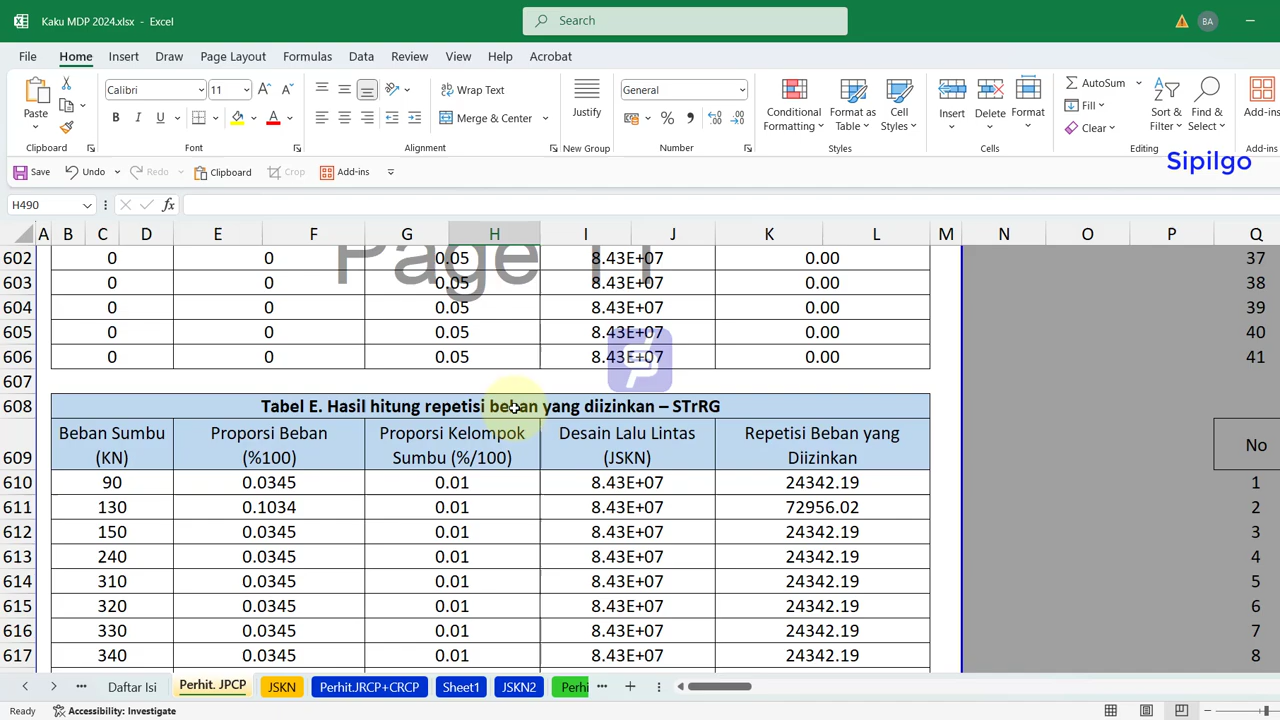 Kaku MDP 2024.xlsx - Excel
Search
BA
File Home Insert Draw Page Layout Formulas Data Review View Help Acrobat
Paste
Clipboard
Calibri 11
B I U
Font
Wrap Text
Merge & Center
Alignment
Justify
New Group
General
Number
Conditional Formatting
Format as Table
Cell Styles
Styles
Insert
Delete
Format
Cells
AutoSum
Fill
Clear
Sort & Filter
Find & Select
Editing
Add-ins
Add-ins
Sipilgo
Save Undo Redo Clipboard Crop Add-ins
H490 fx
A B C D E F G H I J K L M N O P Q
Page 11
602 0 0 0.05 8.43E+07 0.00 37
603 0 0 0.05 8.43E+07 0.00 38
604 0 0 0.05 8.43E+07 0.00 39
605 0 0 0.05 8.43E+07 0.00 40
606 0 0 0.05 8.43E+07 0.00 41
607
608 Tabel E. Hasil hitung repetisi beban yang diizinkan – STrRG
609 Beban Sumbu (KN) Proporsi Beban (%100) Proporsi Kelompok Sumbu (%/100) Desain Lalu Lintas (JSKN) Repetisi Beban yang Diizinkan No
610 90 0.0345 0.01 8.43E+07 24342.19 1
611 130 0.1034 0.01 8.43E+07 72956.02 2
612 150 0.0345 0.01 8.43E+07 24342.19 3
613 240 0.0345 0.01 8.43E+07 24342.19 4
614 310 0.0345 0.01 8.43E+07 24342.19 5
615 320 0.0345 0.01 8.43E+07 24342.19 6
616 330 0.0345 0.01 8.43E+07 24342.19 7
617 340 0.0345 0.01 8.43E+07 24342.19 8
Daftar Isi Perhit. JPCP JSKN Perhit.JRCP+CRCP Sheet1 JSKN2 Perhi
Ready Accessibility: Investigate